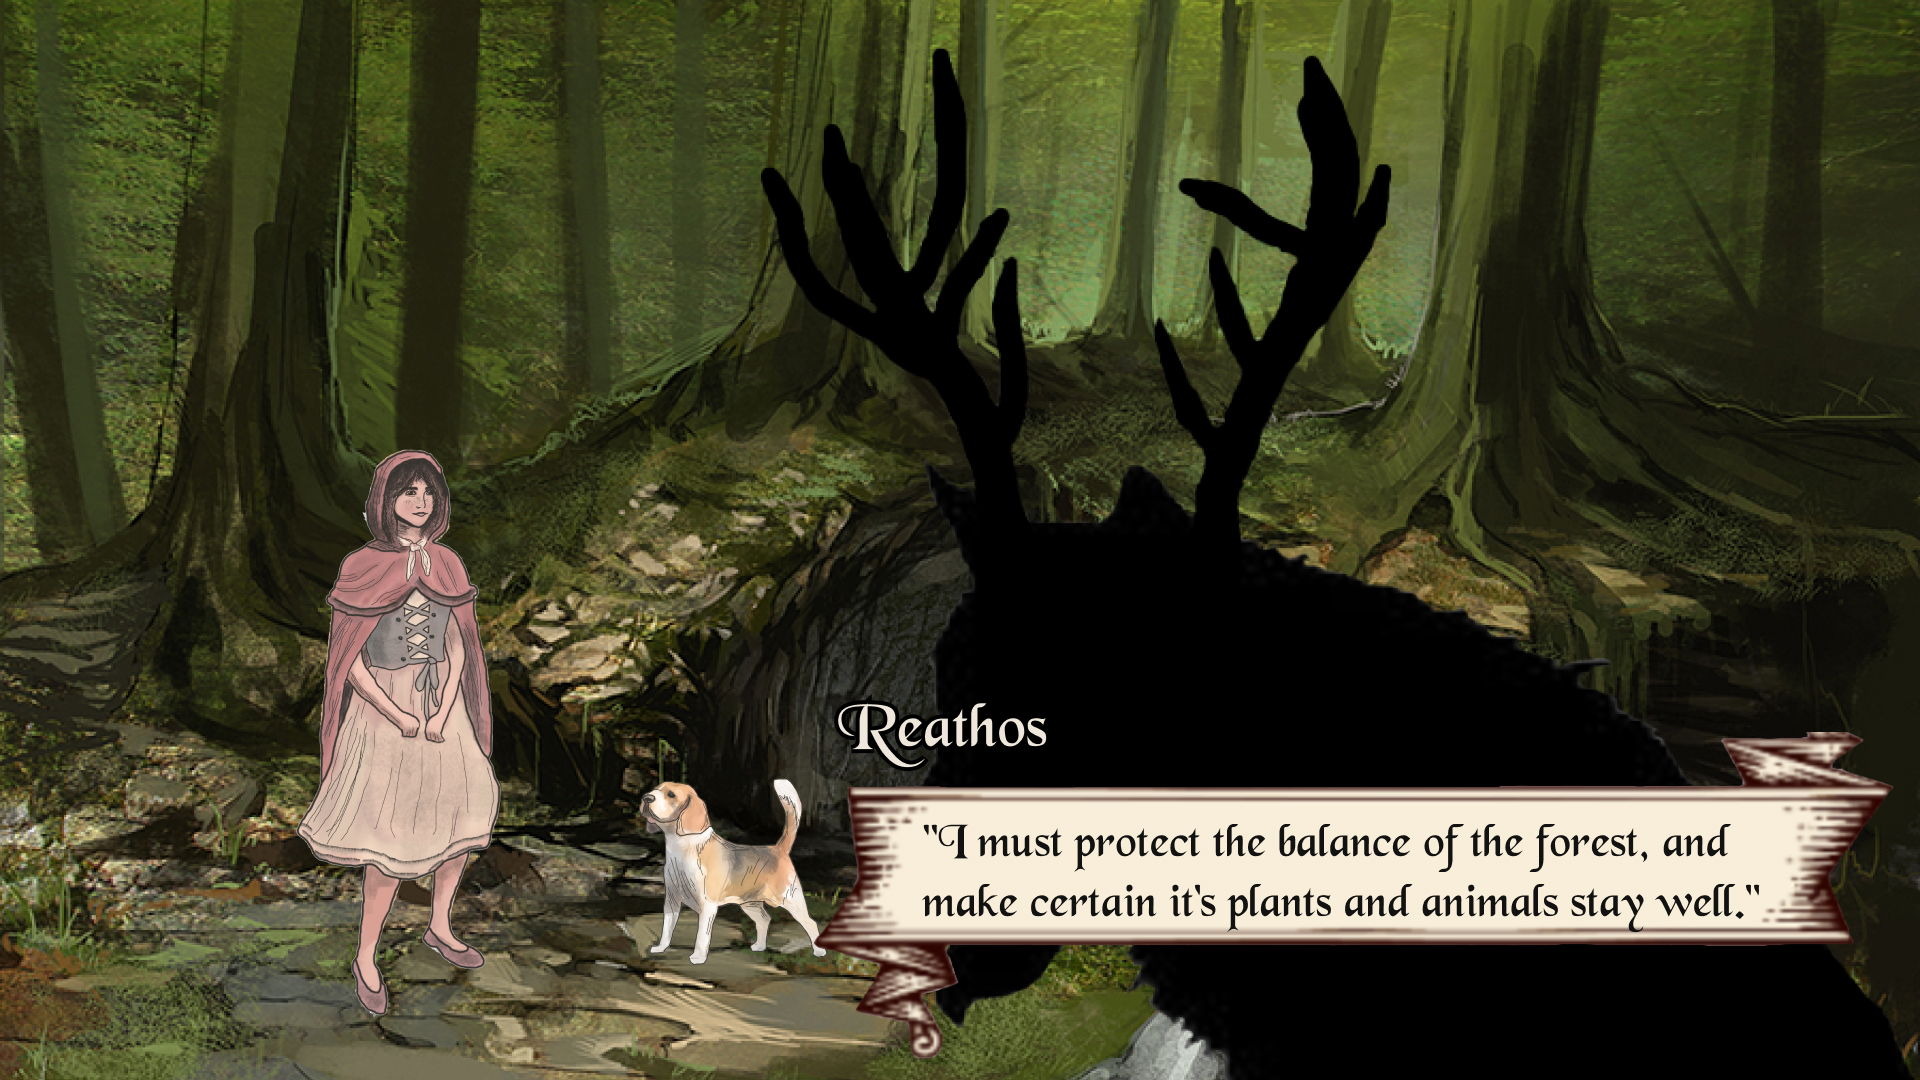 Reathos
"I must protect the balance of the forest, and
make certain it's plants and animals stay well."